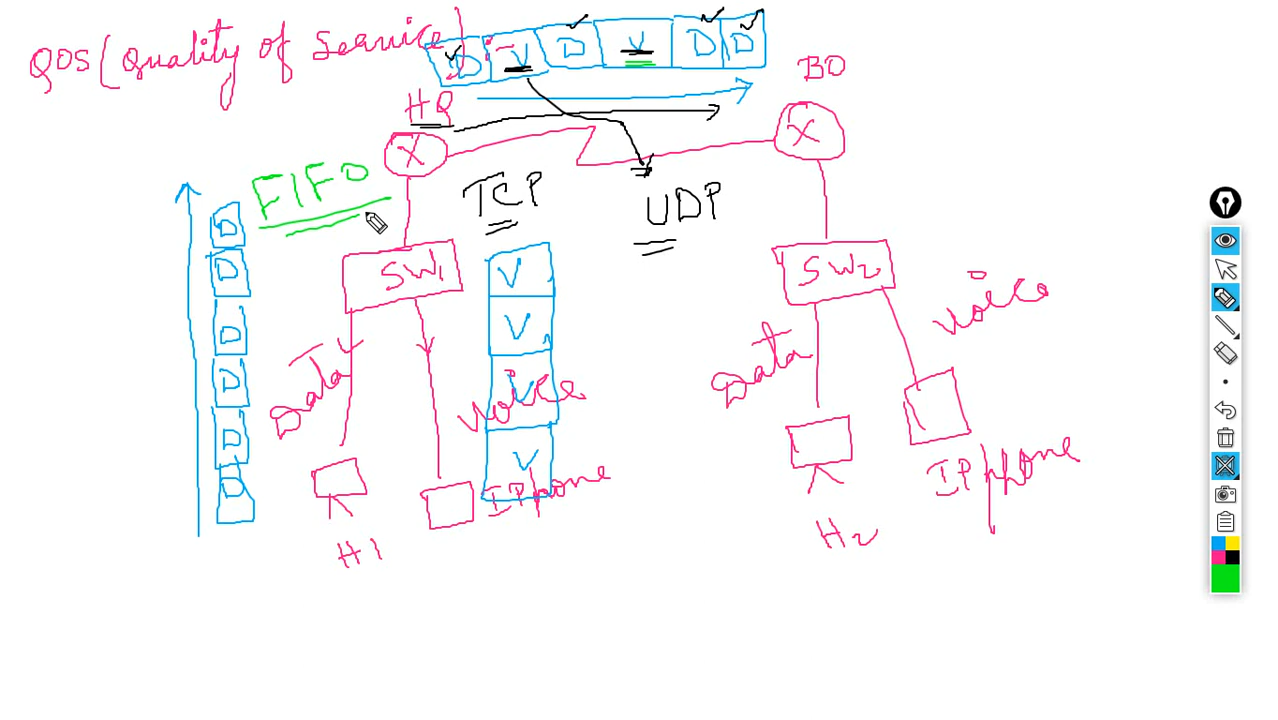 QOS (Quality of Service) :-
D V D V D D
HQ
BO
FIFO
X
X
TCP
UDP
D
D
D
D
D
D
SW1
SW2
V
V
V
V
Data
Voice
Data
Voice
IP phone
IP phone
H1
H2